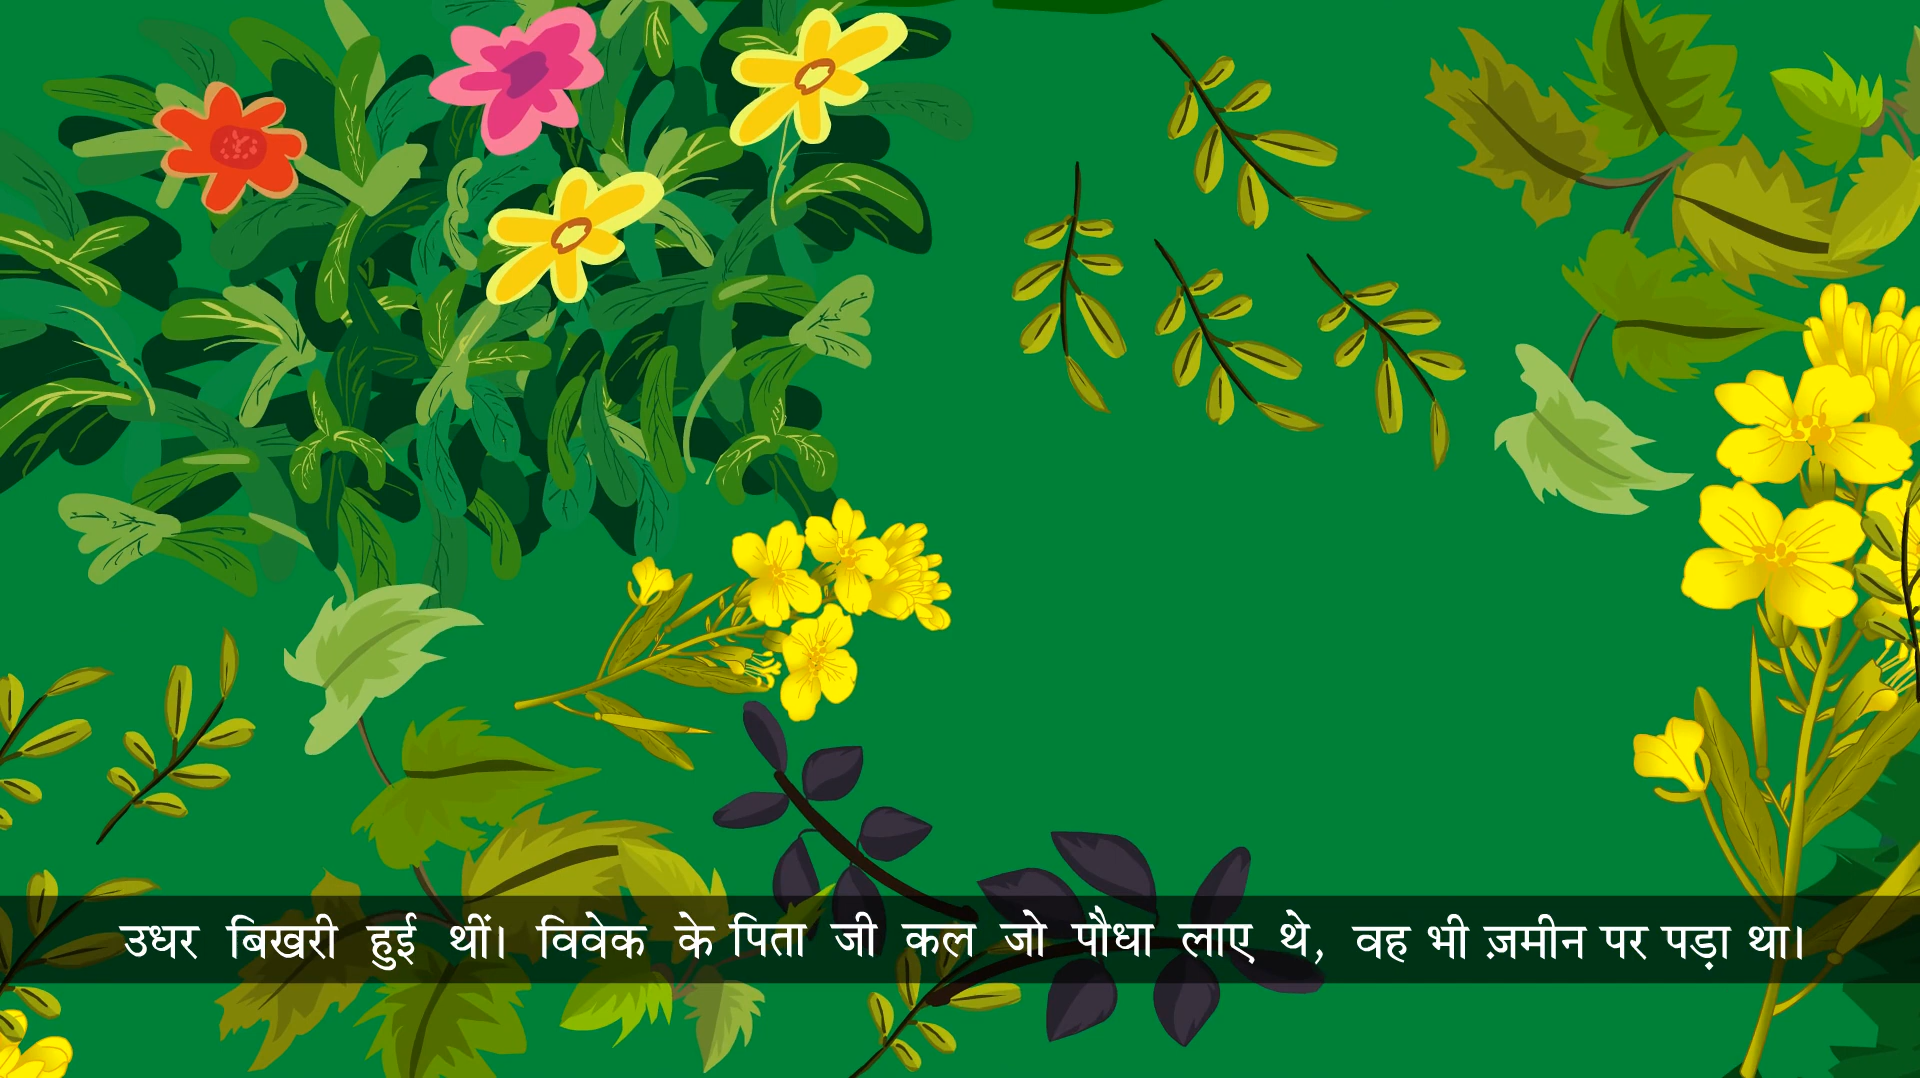 उधर बिखरी हुई थीं। विवेक के पिता जी कल जो पौधा लाए थे, वह भी ज़मीन पर पड़ा था।